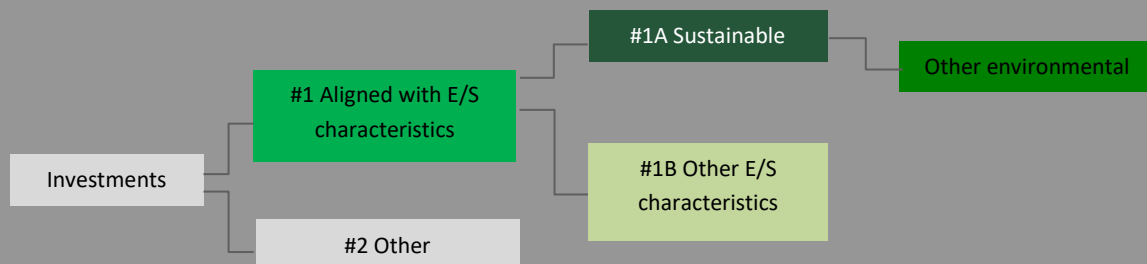 #1A Sustainable
Other environmental
#1 Aligned with E/S
characteristics
#1B Other E/S
characteristics
Investments
#2 Other